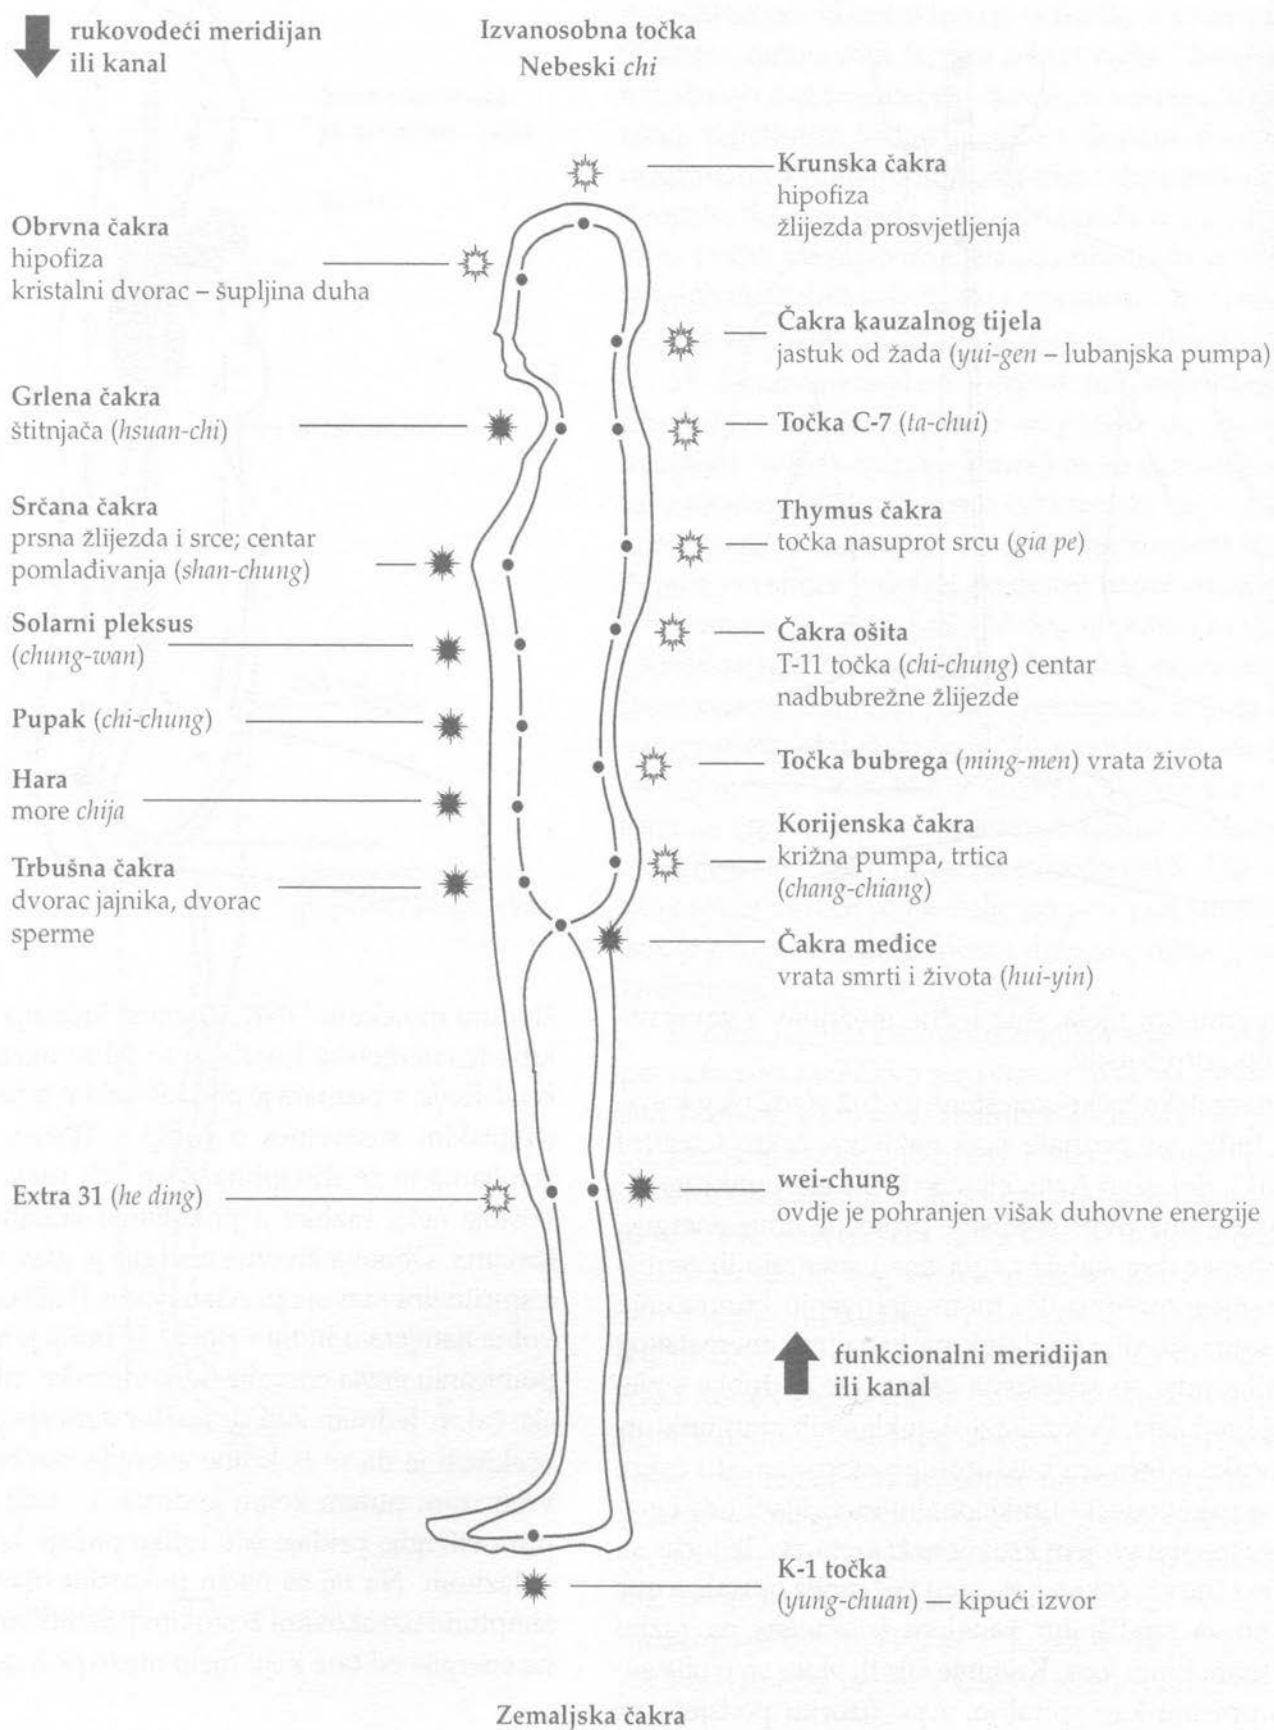 rukovodeći meridijan
ili kanal
Izvanosobna točka
Nebeski chi
Krunska čakra
hipofiza
žlijezda prosvjetljenja
Obrvna čakra
hipofiza
kristalni dvorac – šupljina duha
Čakra kauzalnog tijela
jastuk od žada (yui-gen – lubanjska pumpa)
Grlena čakra
štitnjača (hsuan-chi)
Točka C-7 (ta-chui)
Srčana čakra
prsna žlijezda i srce; centar
pomlađivanja (shan-chung)
Thymus čakra
točka nasuprot srcu (gia pe)
Solarni pleksus
(chung-wan)
Čakra ošita
T-11 točka (chi-chung) centar
nadbubrežne žlijezde
Pupak (chi-chung)
Točka bubrega (ming-men) vrata života
Hara
more chija
Korijenska čakra
križna pumpa, trtica
(chang-chiang)
Trbušna čakra
dvorac jajnika, dvorac
sperme
Čakra međice
vrata smrti i života (hui-yin)
Extra 31 (he ding)
wei-chung
ovdje je pohranjen višak duhovne energije
funkcionalni meridijan
ili kanal
K-1 točka
(yung-chuan) — kipući izvor
Zemaljska čakra